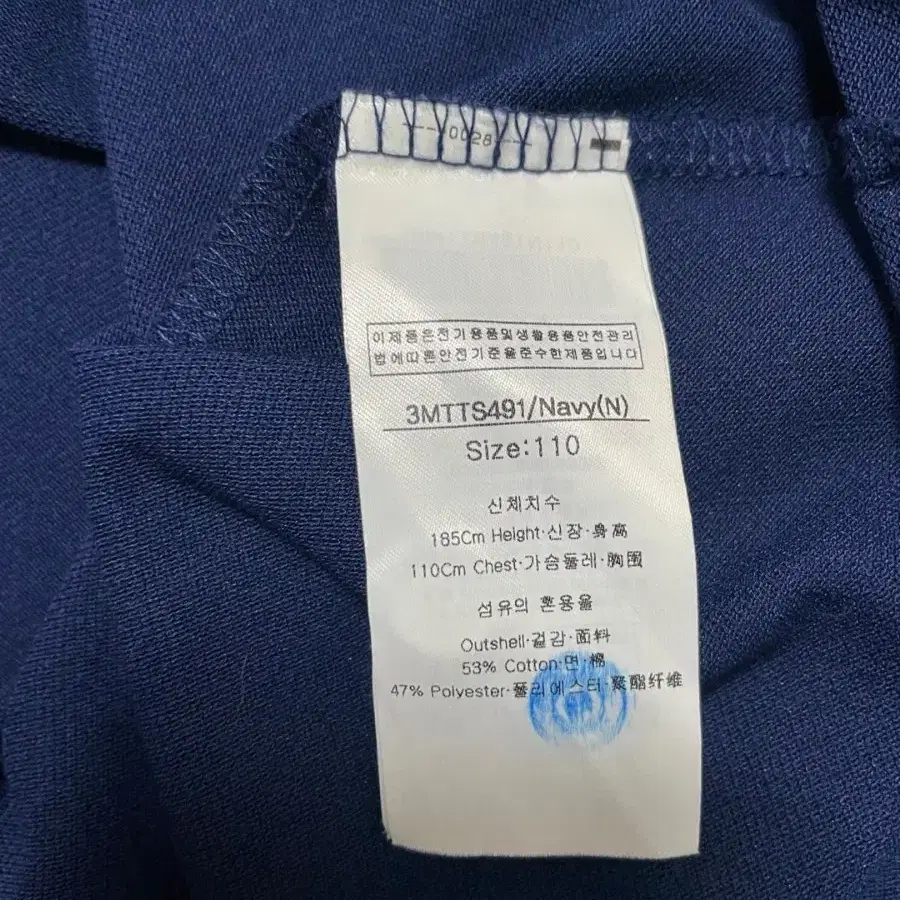 0028
이제품은전기용품및생활용품안전관리
법에따른안전기준을준수한제품입니다
3MTTS491/Navy(N)
Size:110
신체치수
185Cm Height·신장·身高
110Cm Chest·가슴둘레·胸围
섬유의 혼용율
Outshell·겉감·面料
53% Cotton·면·棉
47% Polyester·폴리에스터·聚酯纤维